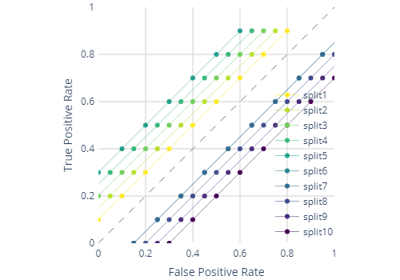 1
0.8
0.6
0.4
0.2
0
0
0.2
0.4
0.6
0.8
1
True Positive Rate
False Positive Rate
split1
split2
split3
split4
split5
split6
split7
split8
split9
split10